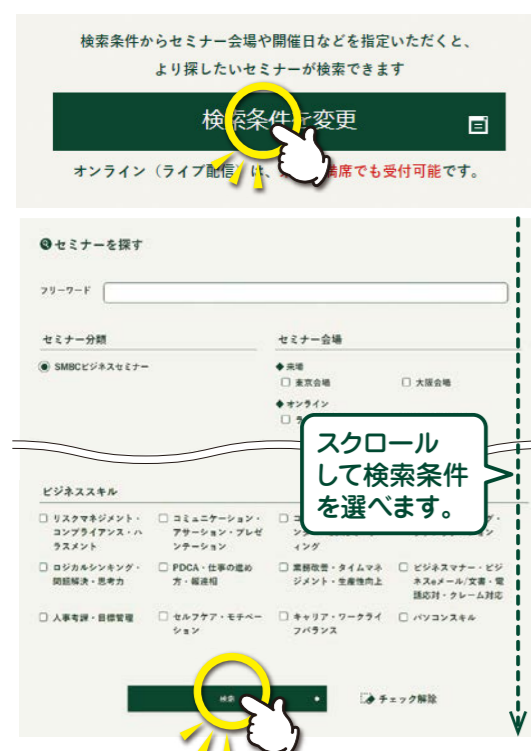 検索条件からセミナー会場や開催日などを指定いただくと、
より探したいセミナーが検索できます
検索条件を変更
オンライン（ライブ配信）は、満席でも受付可能です。
セミナーを探す
フリーワード
セミナー分類
セミナー会場
SMBCビジネスセミナー
◆来場
東京会場
大阪会場
◆オンライン
スクロール
して検索条件
を選べます。
ビジネススキル
リスクマネジメント・
コンプライアンス・ハ
ラスメント
コミュニケーション・
アサーション・プレゼ
ンテーション
ィング
ロジカルシンキング・
問題解決・思考力
PDCA・仕事の進め
方・報連相
業務改善・タイムマネ
ジメント・生産性向上
ビジネスマナー・ビジ
ネスeメール/文書・電
話応対・クレーム対応
人事考課・目標管理
セルフケア・モチベー
ション
キャリア・ワークライ
フバランス
パソコンスキル
検索
チェック解除